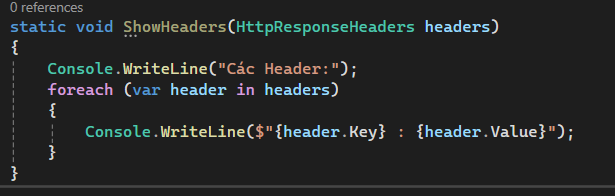 0 references
static void ShowHeaders(HttpResponseHeaders headers)
{
    Console.WriteLine("Các Header:");
    foreach (var header in headers)
    {
        Console.WriteLine($"{header.Key} : {header.Value}");
    }
}